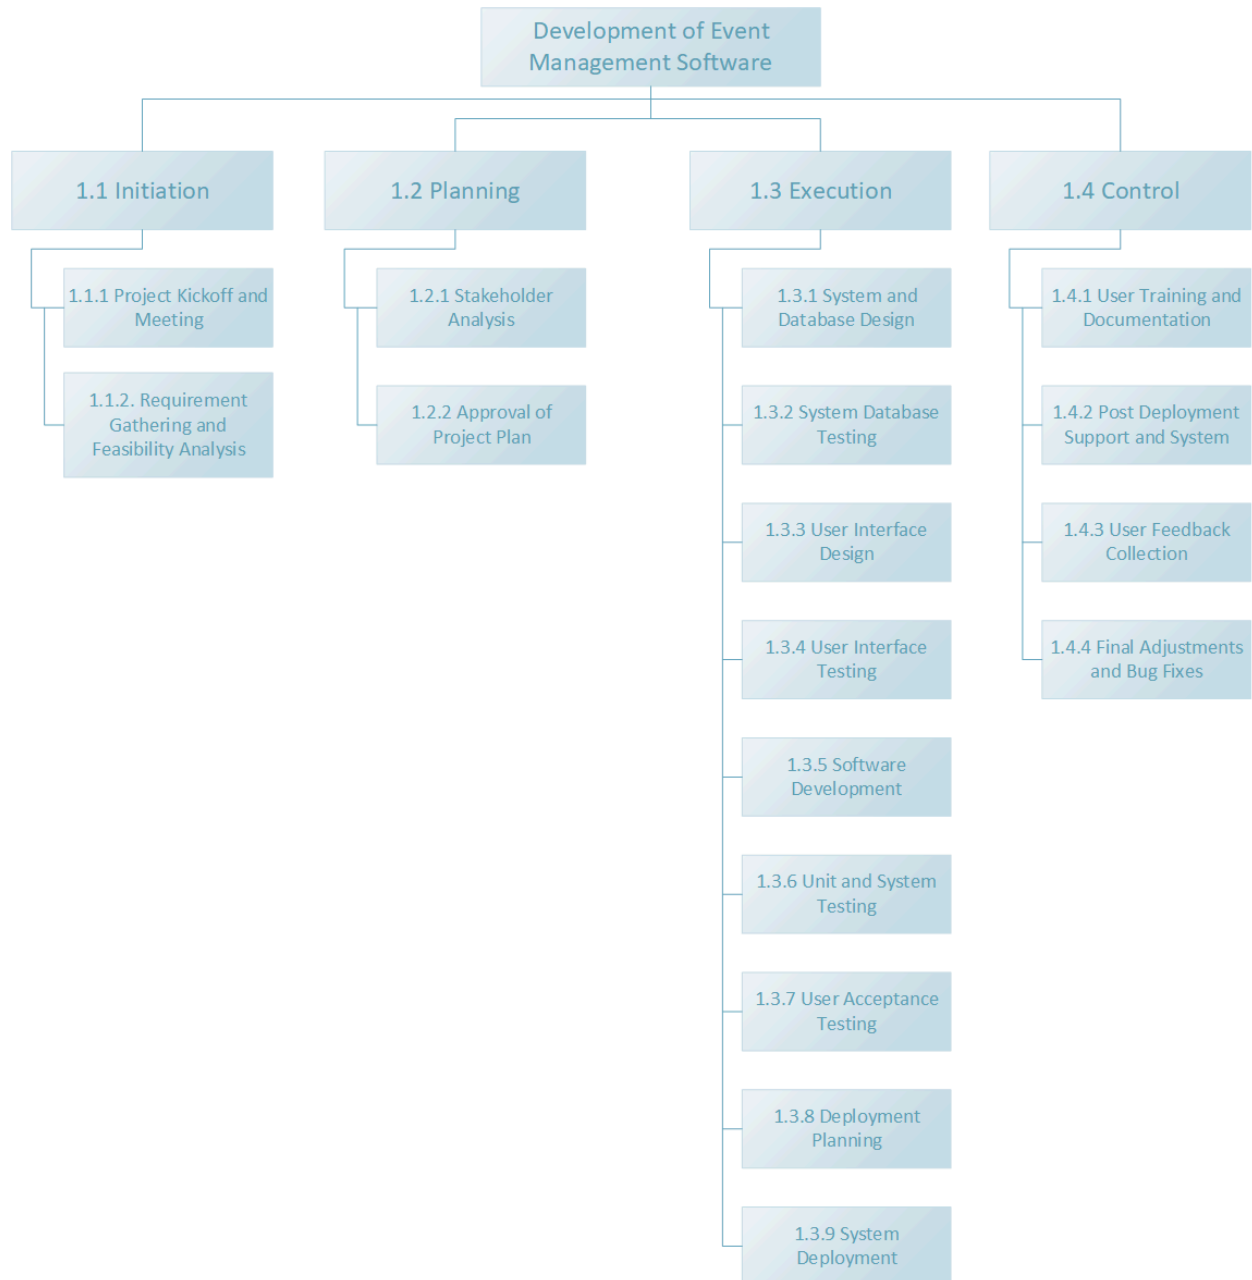 Development of Event
Management Software
1.1 Initiation
1.2 Planning
1.3 Execution
1.4 Control
1.1.1 Project Kickoff and
Meeting
1.1.2. Requirement
Gathering and
Feasibility Analysis
1.2.1 Stakeholder
Analysis
1.2.2 Approval of
Project Plan
1.3.1 System and
Database Design
1.3.2 System Database
Testing
1.3.3 User Interface
Design
1.3.4 User Interface
Testing
1.3.5 Software
Development
1.3.6 Unit and System
Testing
1.3.7 User Acceptance
Testing
1.3.8 Deployment
Planning
1.3.9 System
Deployment
1.4.1 User Training and
Documentation
1.4.2 Post Deployment
Support and System
1.4.3 User Feedback
Collection
1.4.4 Final Adjustments
and Bug Fixes